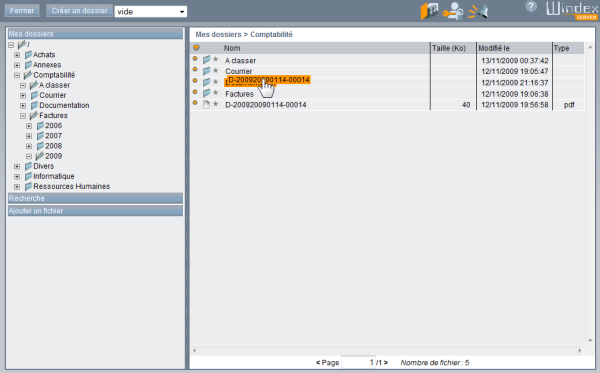 Fermer Créer un dossier vide ? Windex SERVER
Mes dossiers
/
Achats
Annexes
Comptabilité
A classer
Courrier
Documentation
Factures
2006
2007
2008
2009
Divers
Informatique
Ressources Humaines
Recherche
Ajouter un fichier
Mes dossiers > Comptabilité
Nom Taille (Ko) Modifié le Type
A classer 13/11/2009 00:37:42
Courrier 12/11/2009 19:05:47
D-200920090114-00014
12/11/2009 21:16:37
Factures 12/11/2009 19:06:38
D-200920090114-00014 40 12/11/2009 19:56:58 pdf
< Page 1 /1 > Nombre de fichier : 5